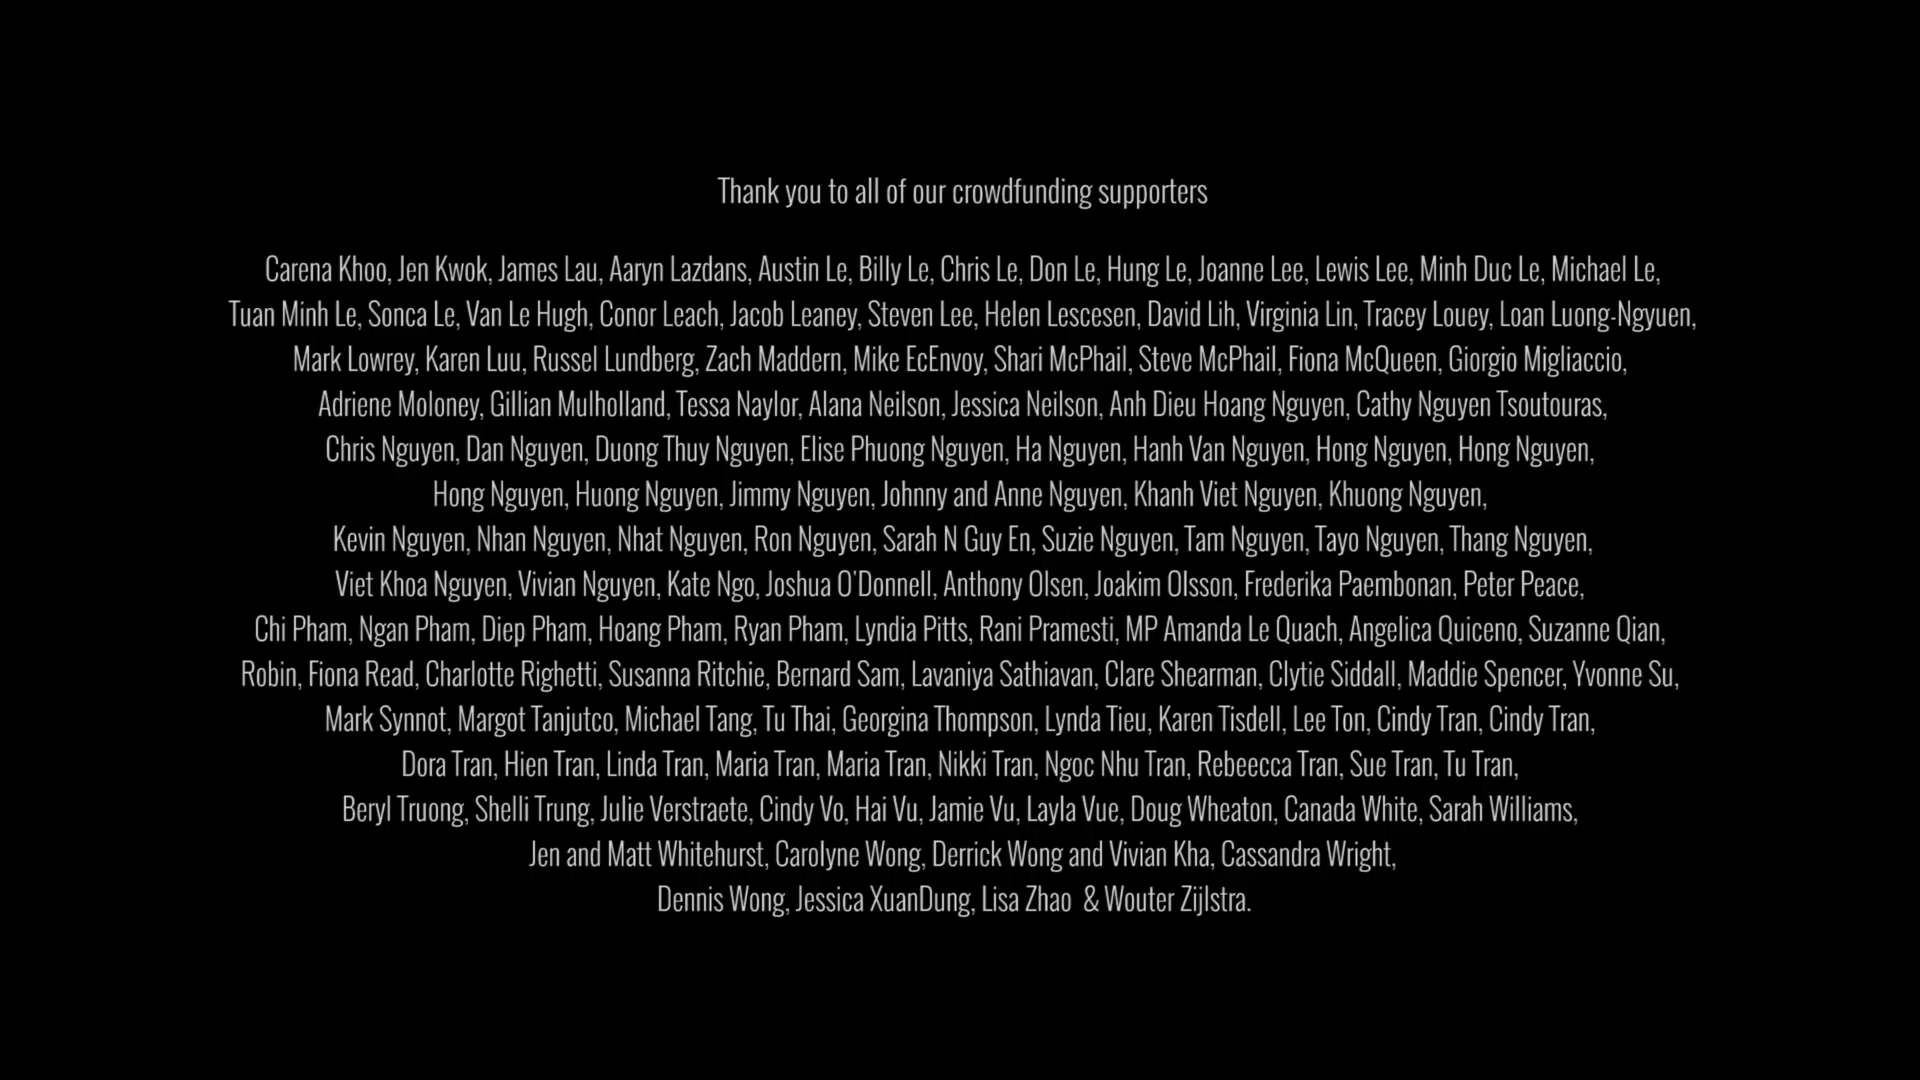 Thank you to all of our crowdfunding supporters
Carena Khoo, Jen Kwok, James Lau, Aaryn Lazdans, Austin Le, Billy Le, Chris Le, Don Le, Hung Le, Joanne Lee, Lewis Lee, Minh Duc Le, Michael Le,
Tuan Minh Le, Sonca Le, Van Le Hugh, Conor Leach, Jacob Leaney, Steven Lee, Helen Lescesen, David Lih, Virginia Lin, Tracey Louey, Loan Luong-Ngyuen,
Mark Lowrey, Karen Luu, Russel Lundberg, Zach Maddern, Mike EcEnvoy, Shari McPhail, Steve McPhail, Fiona McQueen, Giorgio Migliaccio,
Adriene Moloney, Gillian Mulholland, Tessa Naylor, Alana Neilson, Jessica Neilson, Anh Dieu Hoang Nguyen, Cathy Nguyen Tsoutouras,
Chris Nguyen, Dan Nguyen, Duong Thuy Nguyen, Elise Phuong Nguyen, Ha Nguyen, Hanh Van Nguyen, Hong Nguyen, Hong Nguyen,
Hong Nguyen, Huong Nguyen, Jimmy Nguyen, Johnny and Anne Nguyen, Khanh Viet Nguyen, Khuong Nguyen,
Kevin Nguyen, Nhan Nguyen, Nhat Nguyen, Ron Nguyen, Sarah N Guy En, Suzie Nguyen, Tam Nguyen, Tayo Nguyen, Thang Nguyen,
Viet Khoa Nguyen, Vivian Nguyen, Kate Ngo, Joshua O'Donnell, Anthony Olsen, Joakim Olsson, Frederika Paembonan, Peter Peace,
Chi Pham, Ngan Pham, Diep Pham, Hoang Pham, Ryan Pham, Lyndia Pitts, Rani Pramesti, MP Amanda Le Quach, Angelica Quiceno, Suzanne Qian,
Robin, Fiona Read, Charlotte Righetti, Susanna Ritchie, Bernard Sam, Lavaniya Sathiavan, Clare Shearman, Clytie Siddall, Maddie Spencer, Yvonne Su,
Mark Synnot, Margot Tanjutco, Michael Tang, Tu Thai, Georgina Thompson, Lynda Tieu, Karen Tisdell, Lee Ton, Cindy Tran, Cindy Tran,
Dora Tran, Hien Tran, Linda Tran, Maria Tran, Maria Tran, Nikki Tran, Ngoc Nhu Tran, Rebeecca Tran, Sue Tran, Tu Tran,
Beryl Truong, Shelli Trung, Julie Verstraete, Cindy Vo, Hai Vu, Jamie Vu, Layla Vue, Doug Wheaton, Canada White, Sarah Williams,
Jen and Matt Whitehurst, Carolyne Wong, Derrick Wong and Vivian Kha, Cassandra Wright,
Dennis Wong, Jessica XuanDung, Lisa Zhao & Wouter Zijlstra.